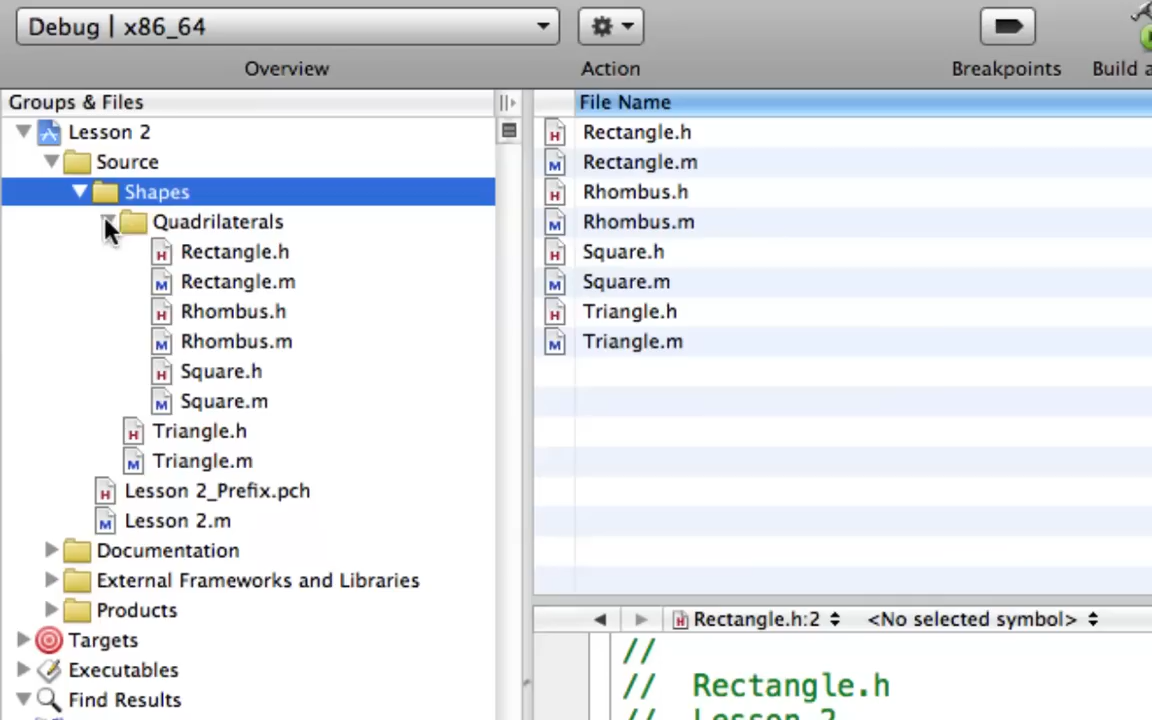 Debug | x86_64
Overview
Action
Breakpoints
Build a
Groups & Files
Lesson 2
Source
Shapes
Quadrilaterals
Rectangle.h
Rectangle.m
Rhombus.h
Rhombus.m
Square.h
Square.m
Triangle.h
Triangle.m
Lesson 2_Prefix.pch
Lesson 2.m
Documentation
External Frameworks and Libraries
Products
Targets
Executables
Find Results
File Name
Rectangle.h
Rectangle.m
Rhombus.h
Rhombus.m
Square.h
Square.m
Triangle.h
Triangle.m
Rectangle.h:2 <No selected symbol>
//
// Rectangle.h
// Lesson 2